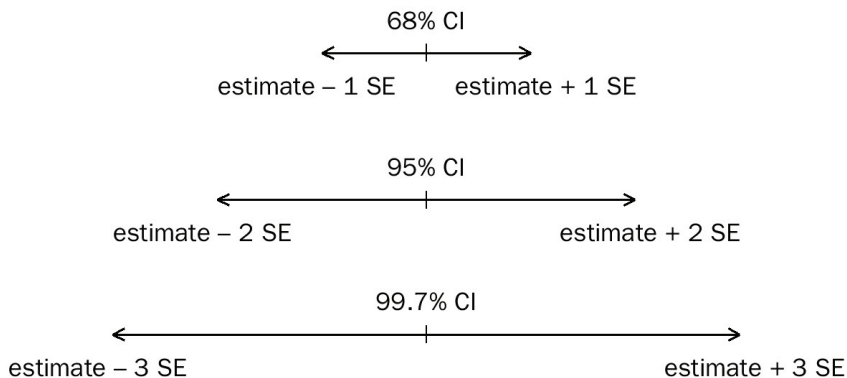 68% CI
estimate – 1 SE estimate + 1 SE
95% CI
estimate – 2 SE estimate + 2 SE
99.7% CI
estimate – 3 SE estimate + 3 SE